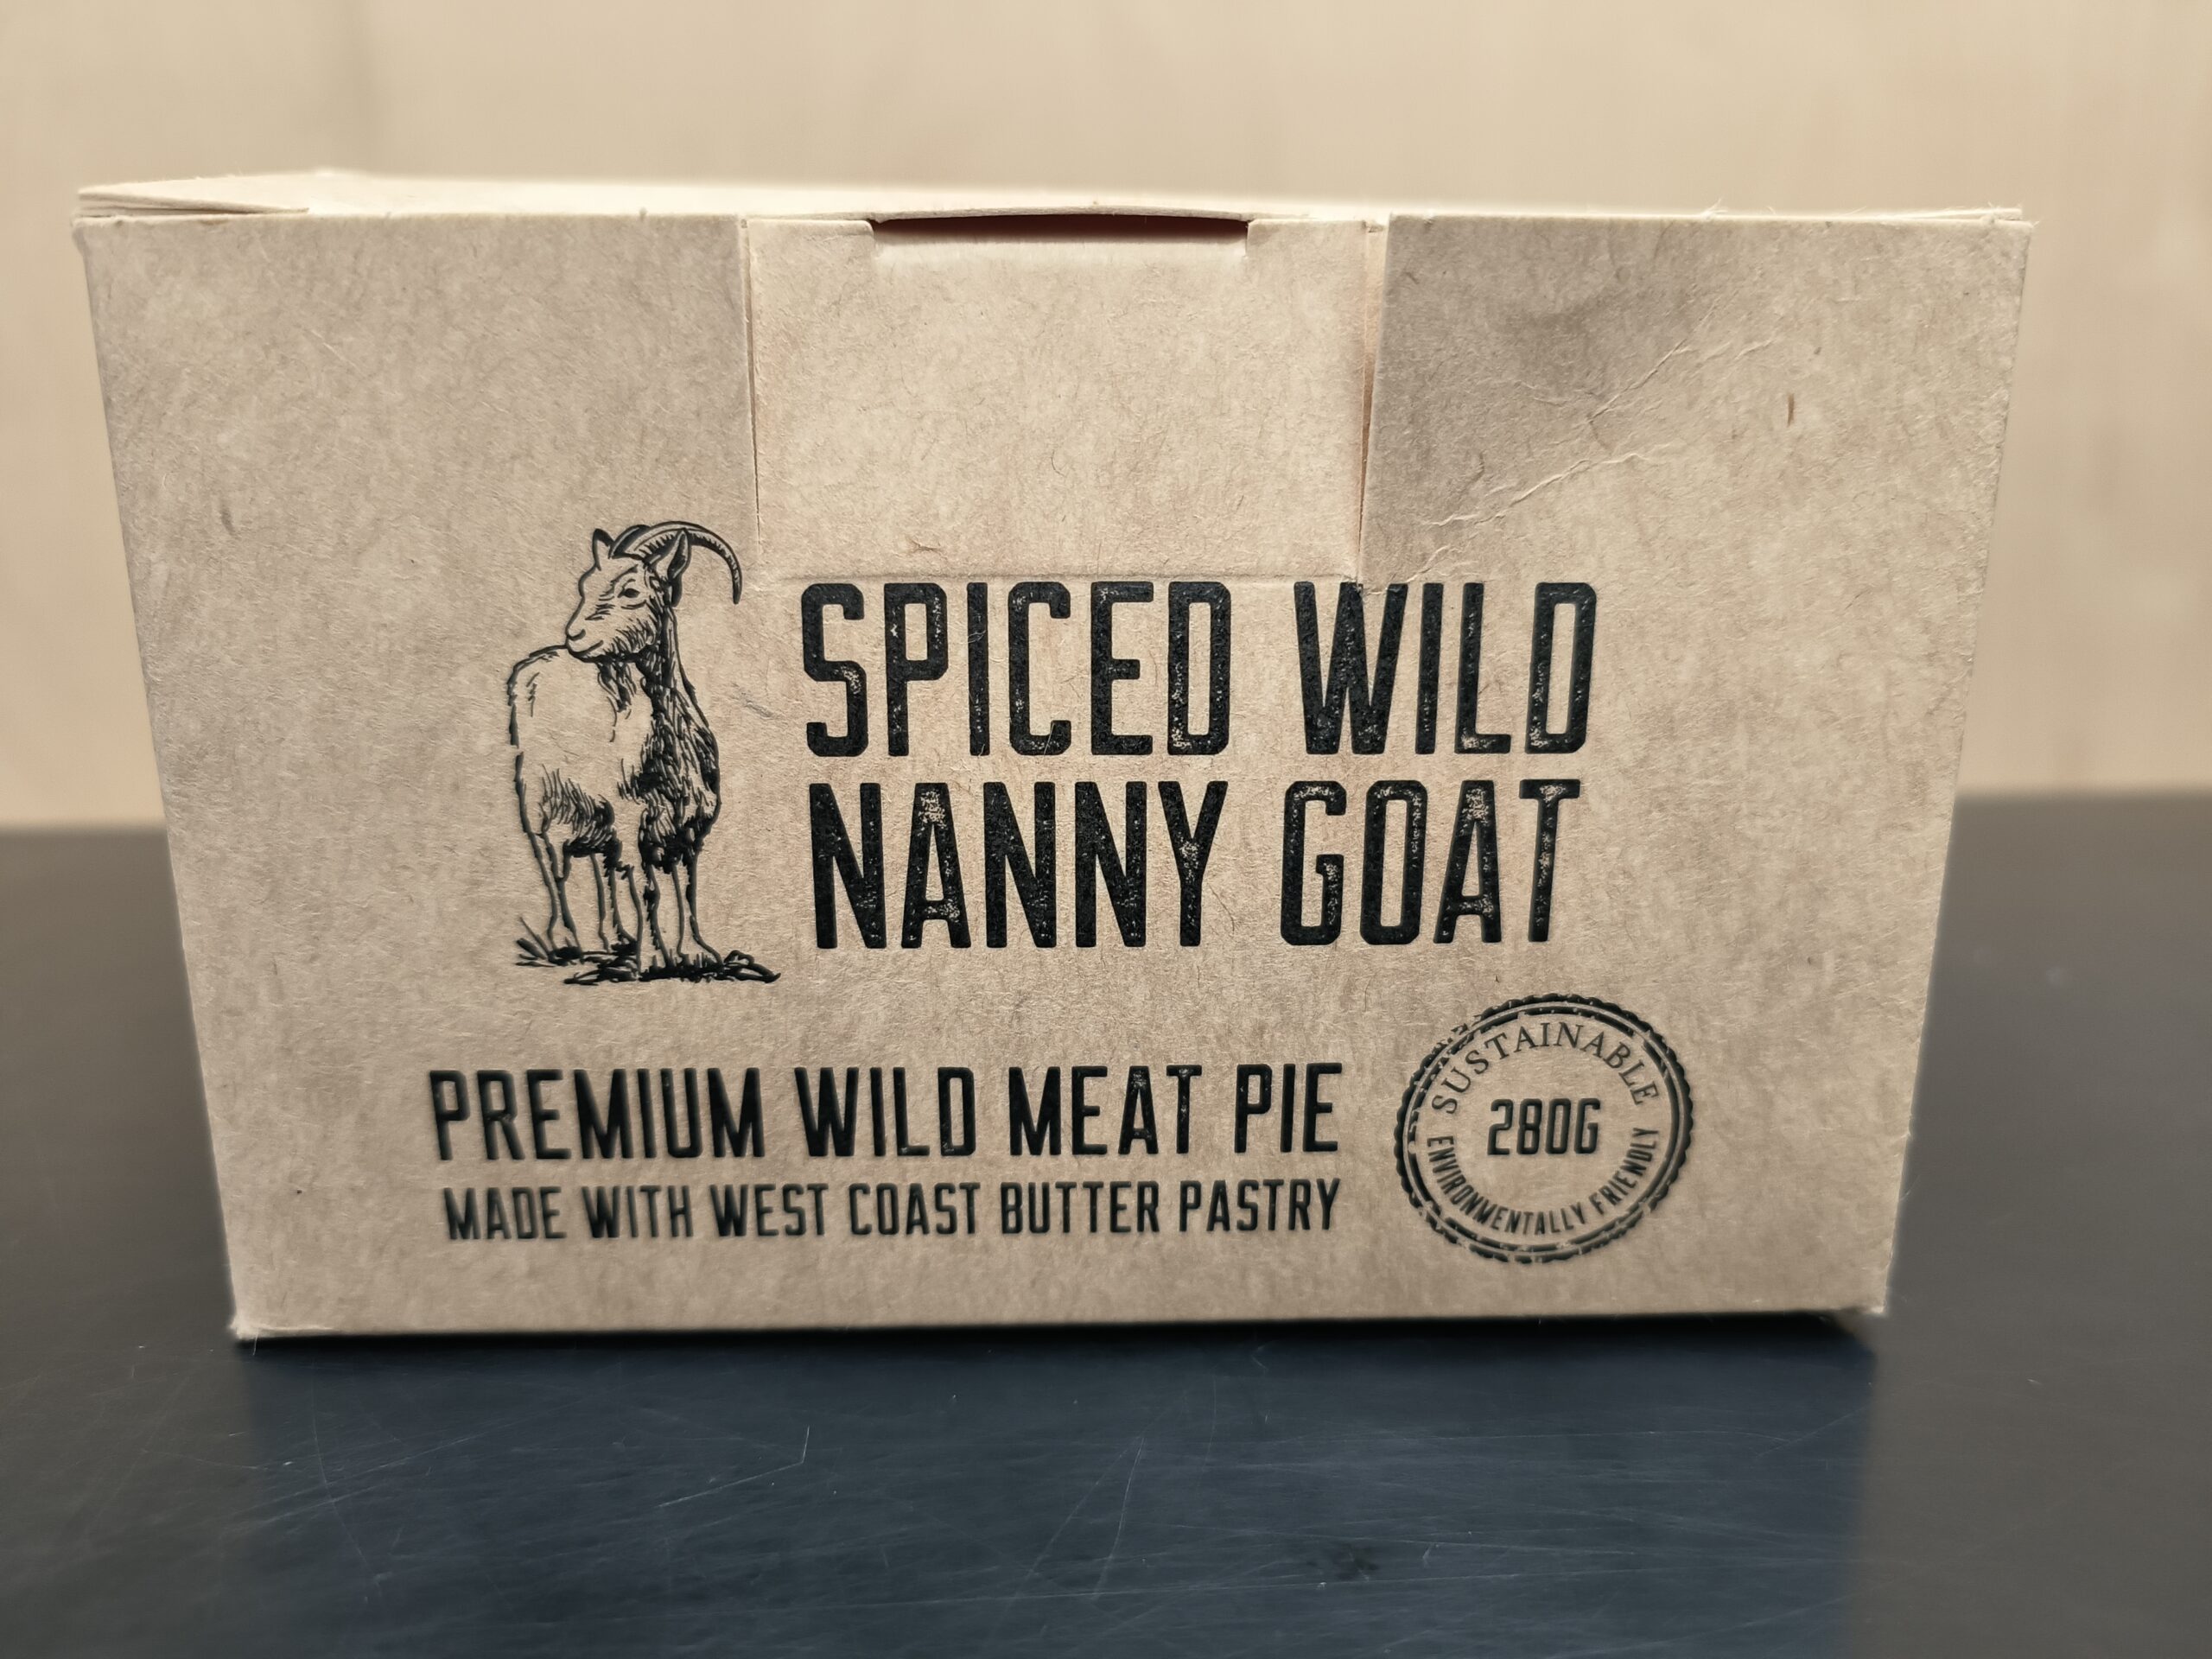 SPICED WILD
NANNY GOAT
PREMIUM WILD MEAT PIE
MADE WITH WEST COAST BUTTER PASTRY
SUSTAINABLE
280G
ENVIRONMENTALLY FRIENDLY